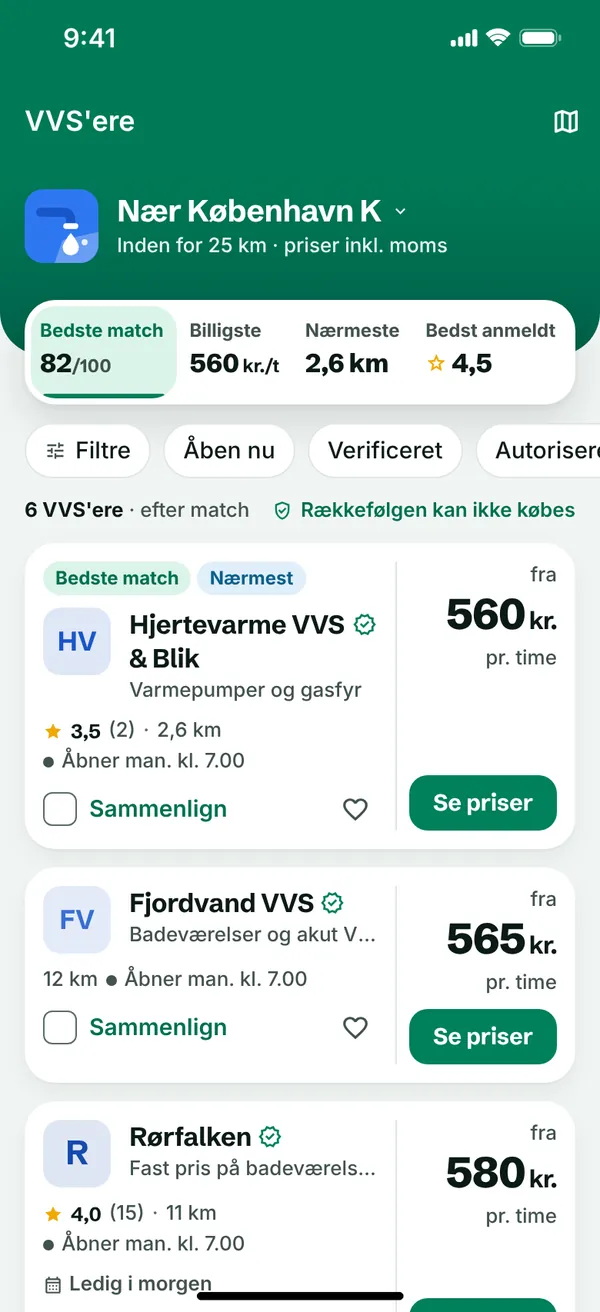 9:41
VVS'ere
Nær København K
Inden for 25 km · priser inkl. moms
Bedste match
82/100
Billigste
560 kr./t
Nærmeste
2,6 km
Bedst anmeldt
4,5
Filtre
Åben nu
Verificeret
Autorisere
6 VVS'ere · efter match
Rækkefølgen kan ikke købes
Bedste match
Nærmest
HV
Hjertevarme VVS
& Blik
Varmepumper og gasfyr
3,5 (2) · 2,6 km
Åbner man. kl. 7.00
Sammenlign
fra
560 kr.
pr. time
Se priser
FV
Fjordvand VVS
Badeværelser og akut V...
12 km ● Åbner man. kl. 7.00
Sammenlign
fra
565 kr.
pr. time
Se priser
R
Rørfalken
Fast pris på badeværels...
4,0 (15) · 11 km
Åbner man. kl. 7.00
Ledig i morgen
fra
580 kr.
pr. time